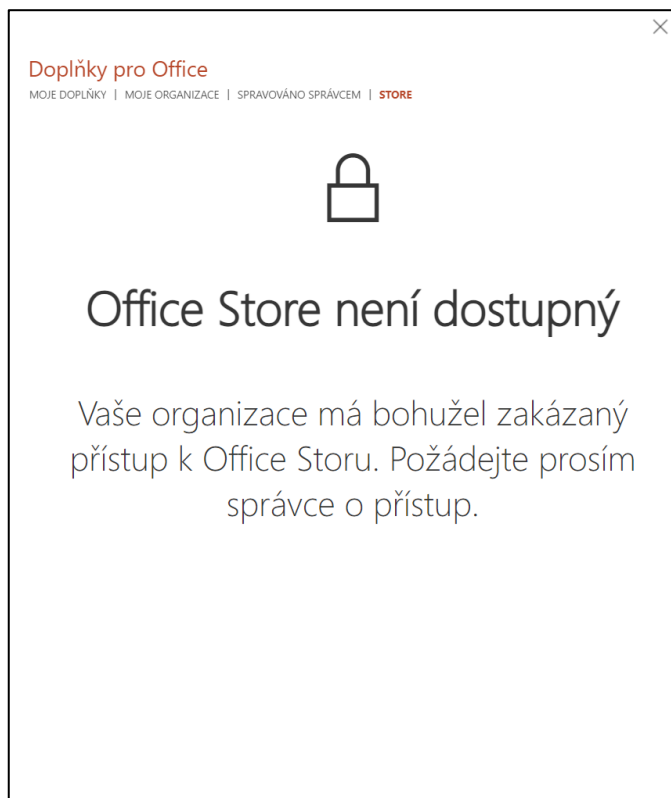 Doplňky pro Office
MOJE DOPLŇKY | MOJE ORGANIZACE | SPRAVOVÁNO SPRÁVCEM | STORE
Office Store není dostupný
Vaše organizace má bohužel zakázaný
přístup k Office Storu. Požádejte prosím
správce o přístup.